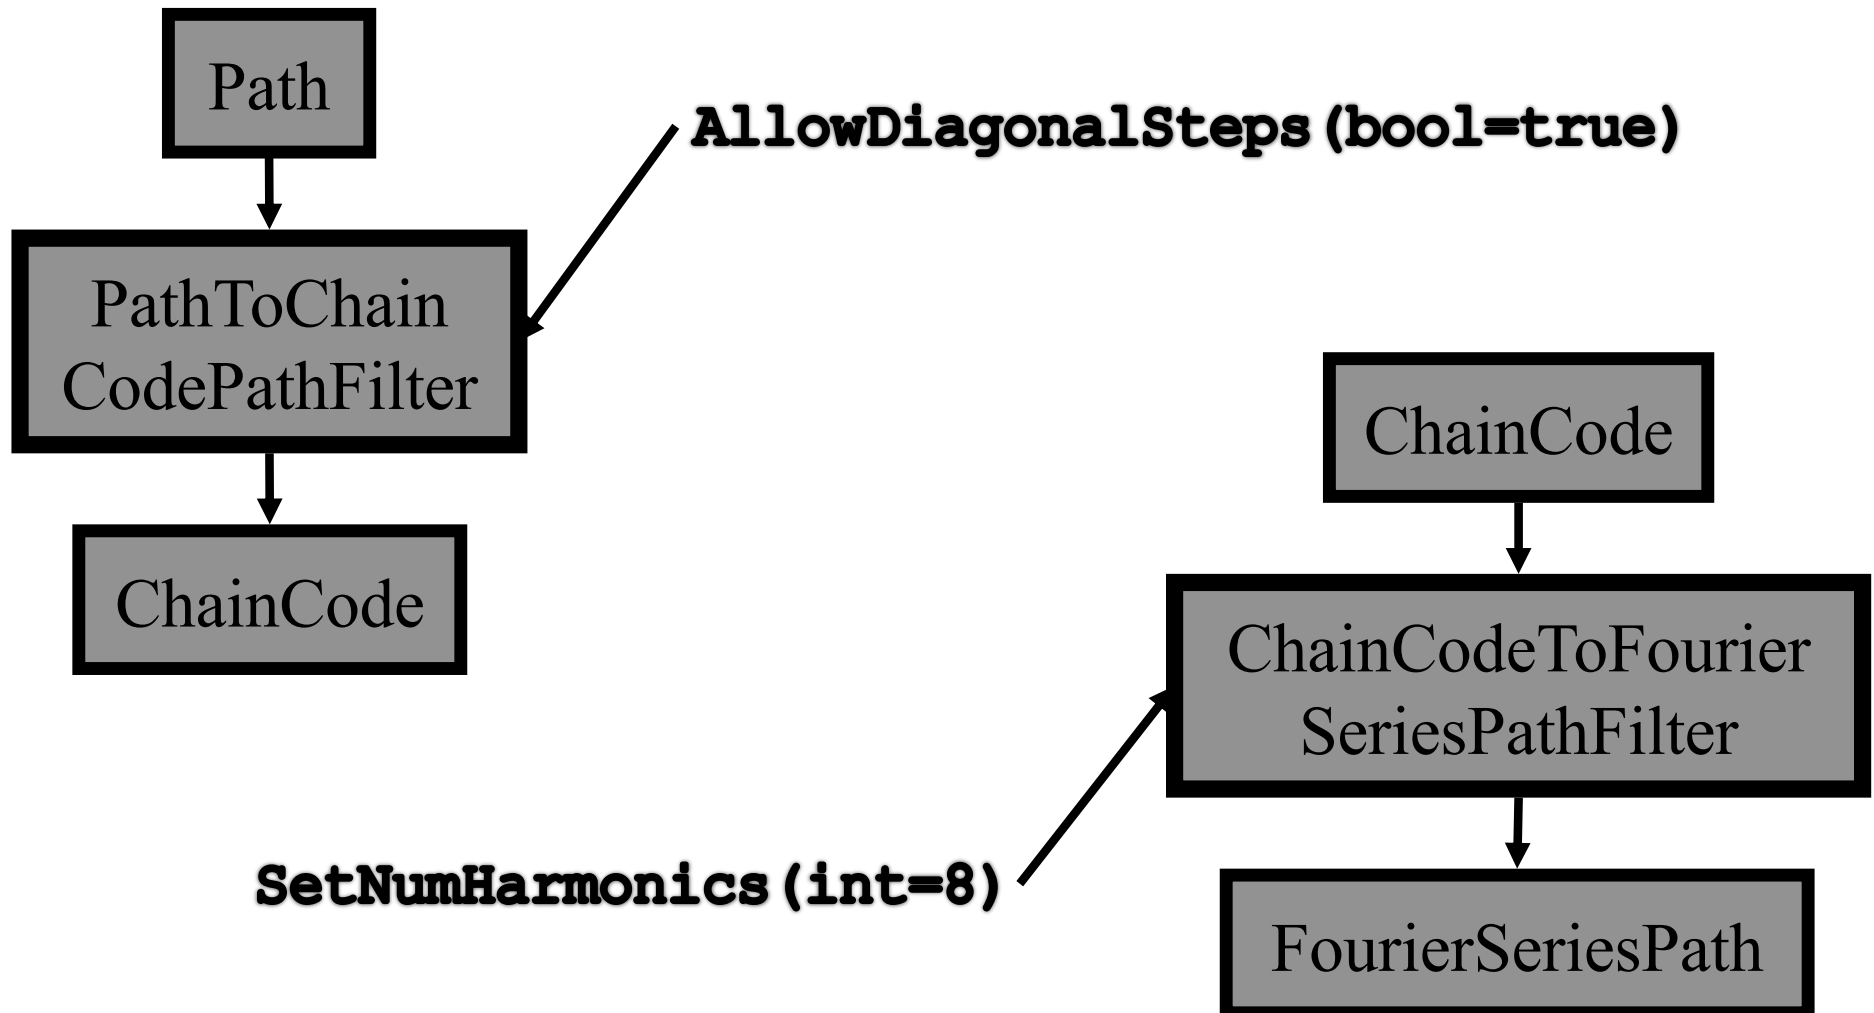 Path
AllowDiagonalSteps(bool=true)
PathToChain
CodePathFilter
ChainCode
ChainCode
ChainCodeToFourier
SeriesPathFilter
SetNumHarmonics(int=8)
FourierSeriesPath